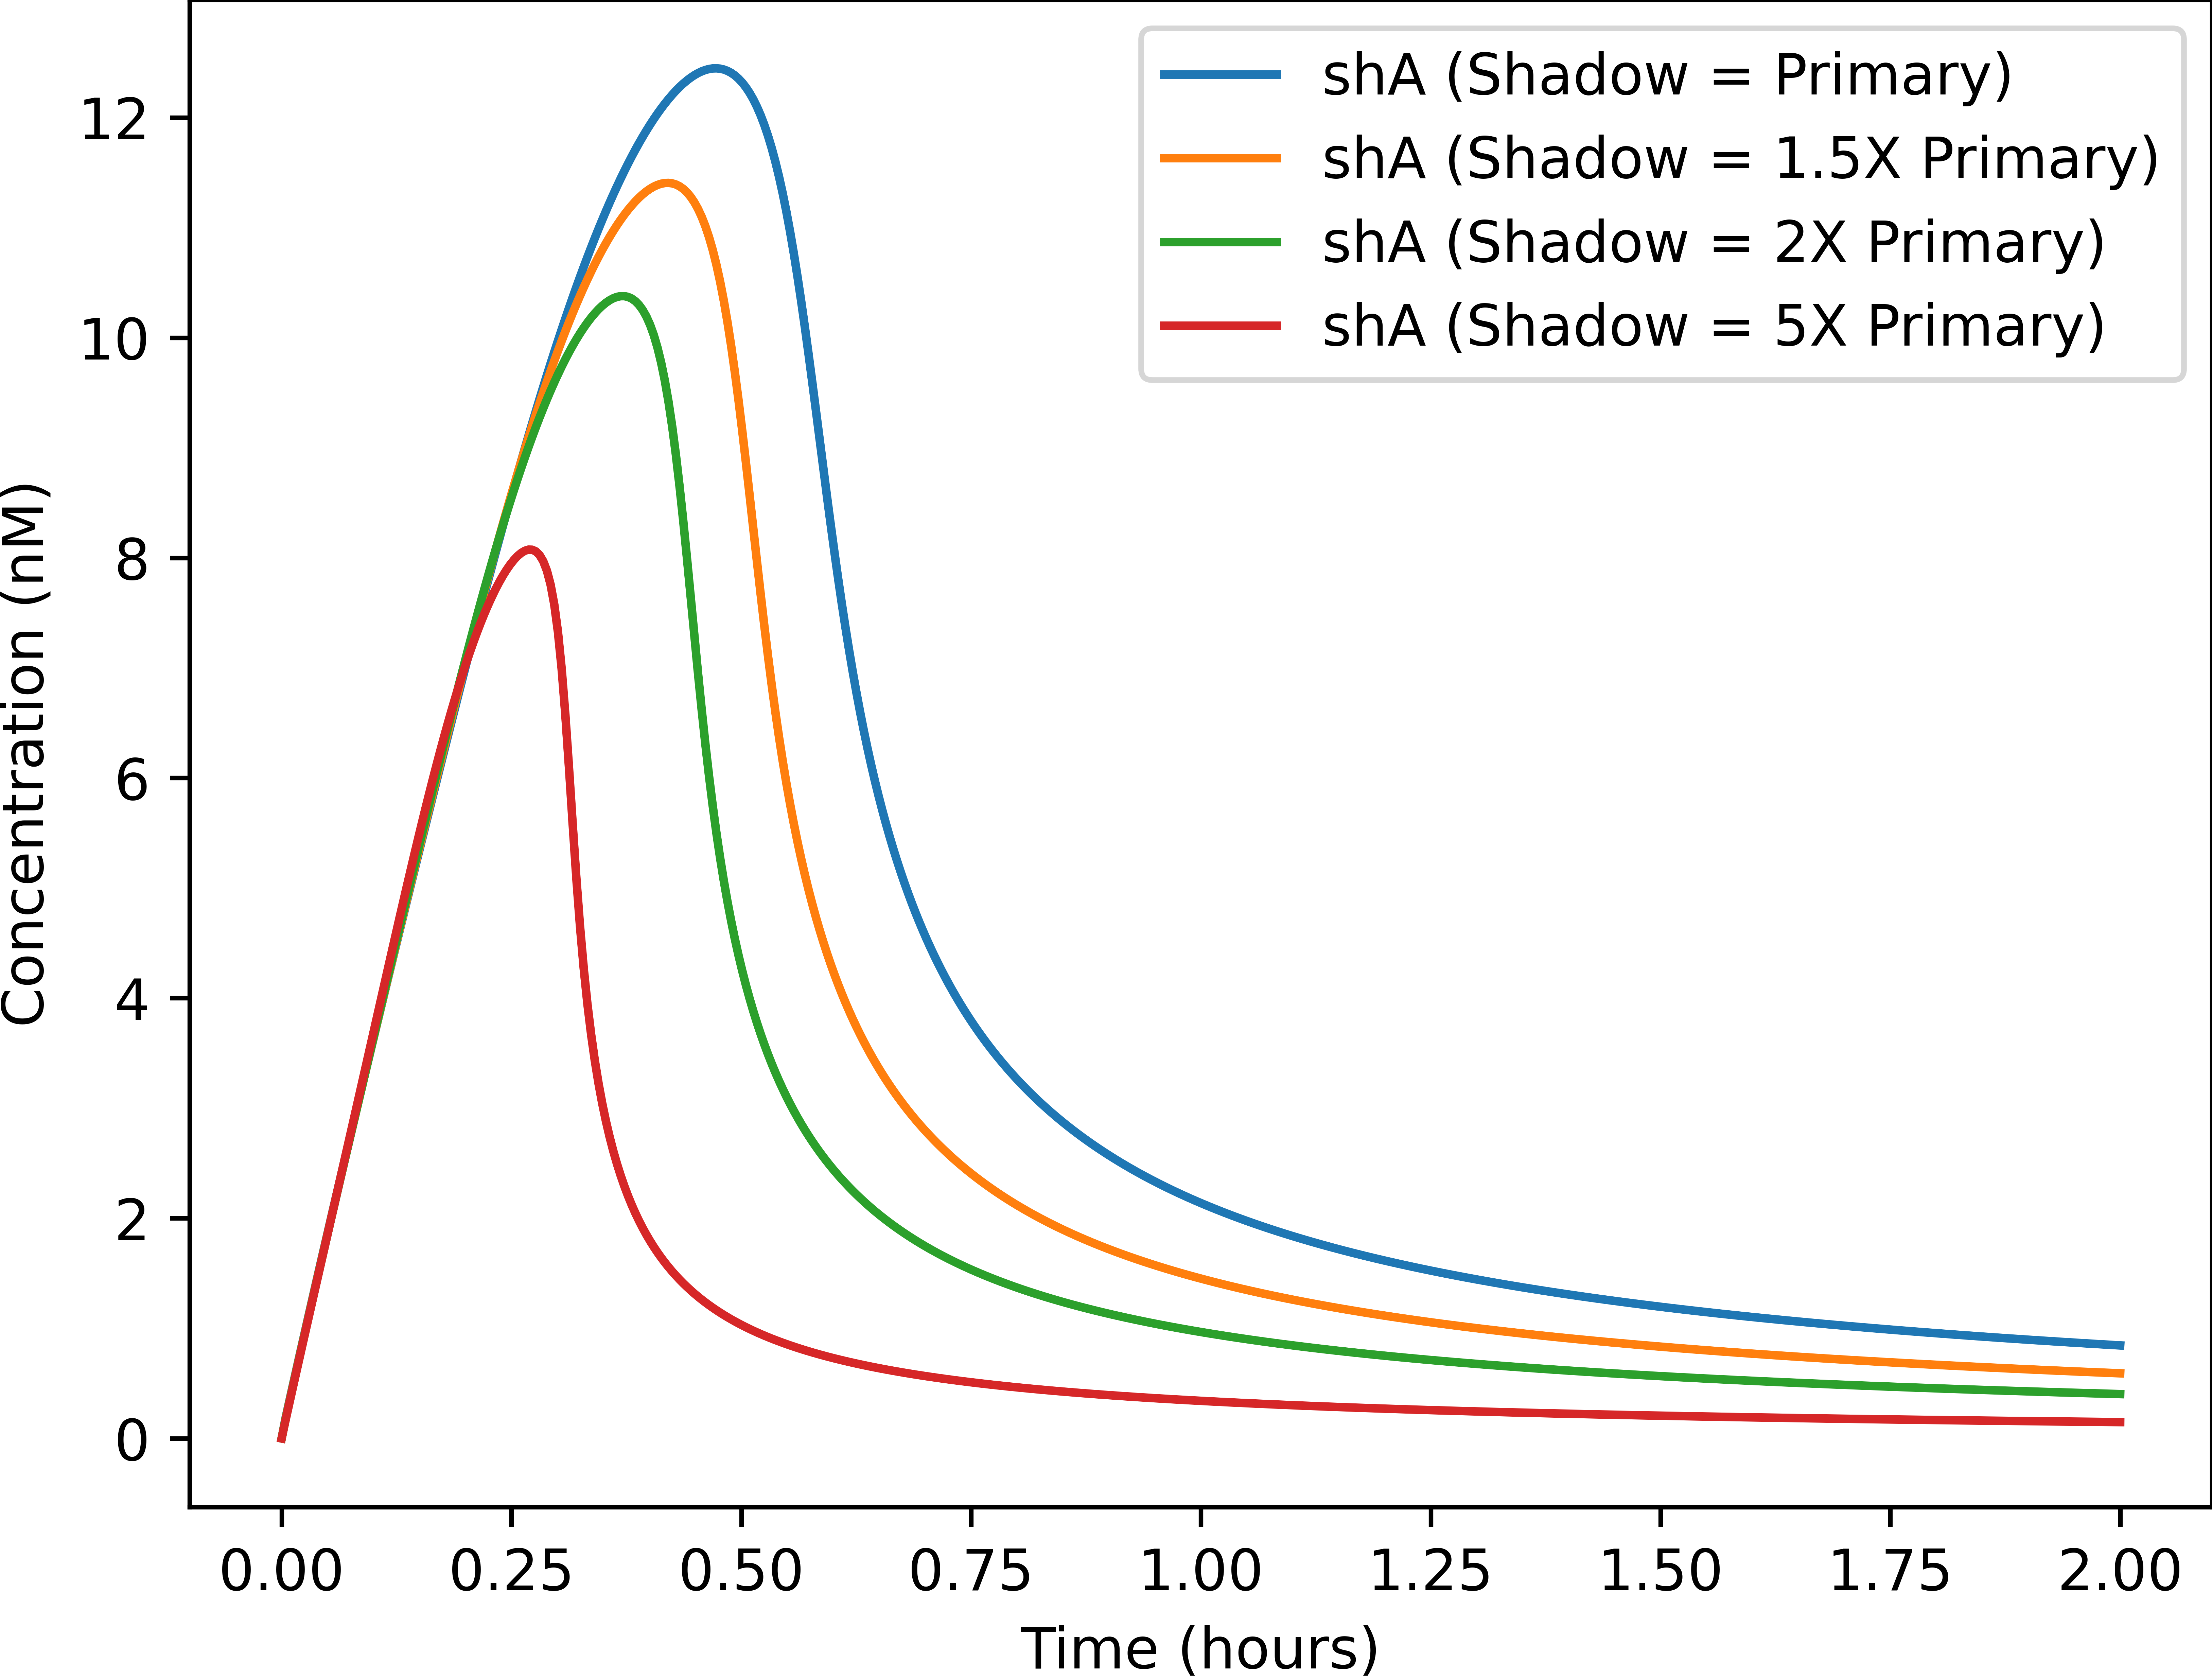 shA (Shadow = Primary)
shA (Shadow = 1.5X Primary)
shA (Shadow = 2X Primary)
shA (Shadow = 5X Primary)
Concentration (nM)
12
10
8
6
4
2
0
0.00 0.25 0.50 0.75 1.00 1.25 1.50 1.75 2.00
Time (hours)